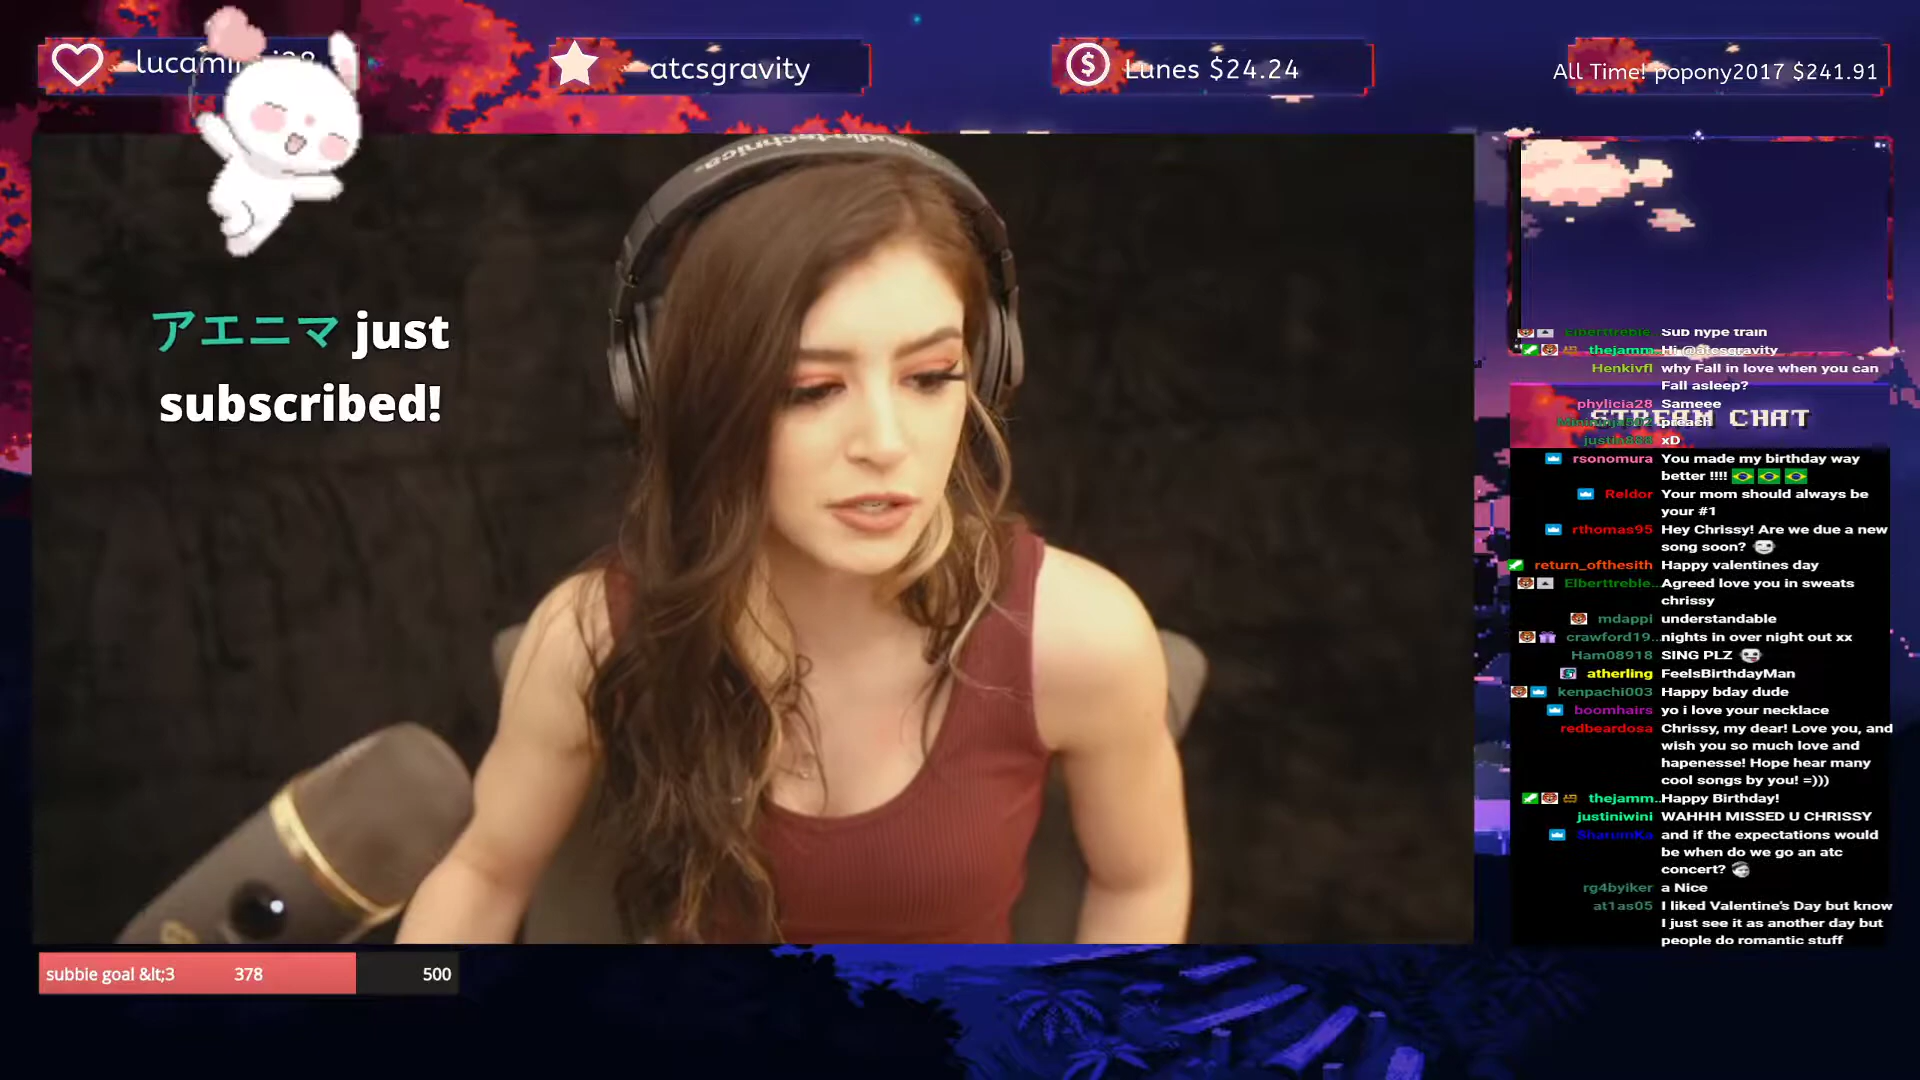 atcsgravity
Lunes $24.24
All Time! popony2017 $241.91
audio-technica
アエニマ just
subscribed!
Elberttreble.. Sub hype train
thejamm.. Hi @atcsgravity
Henkivfl why Fall in love when you can
Fall asleep?
phylicia28 Sameee
preach
STREAM CHAT
justin888 xD
rsonomura You made my birthday way
better !!!!
Reldor Your mom should always be
your #1
rthomas95 Hey Chrissy! Are we due a new
song soon?
return_ofthesith Happy valentines day
Elberttreble.. Agreed love you in sweats
chrissy
mdappi understandable
crawford19.. nights in over night out xx
Ham08918 SING PLZ
atherling FeelsBirthdayMan
kenpachi003 Happy bday dude
boomhairs yo i love your necklace
redbeardosa Chrissy, my dear! Love you, and
wish you so much love and
hapenesse! Hope hear many
cool songs by you! =)))
thejamm.. Happy Birthday!
justiniwini WAHHH MISSED U CHRISSY
and if the expectations would
be when do we go an atc
concert?
rg4byiker a Nice
at1as05 I liked Valentine's Day but know
I just see it as another day but
people do romantic stuff
subbie goal &lt;3 378 500